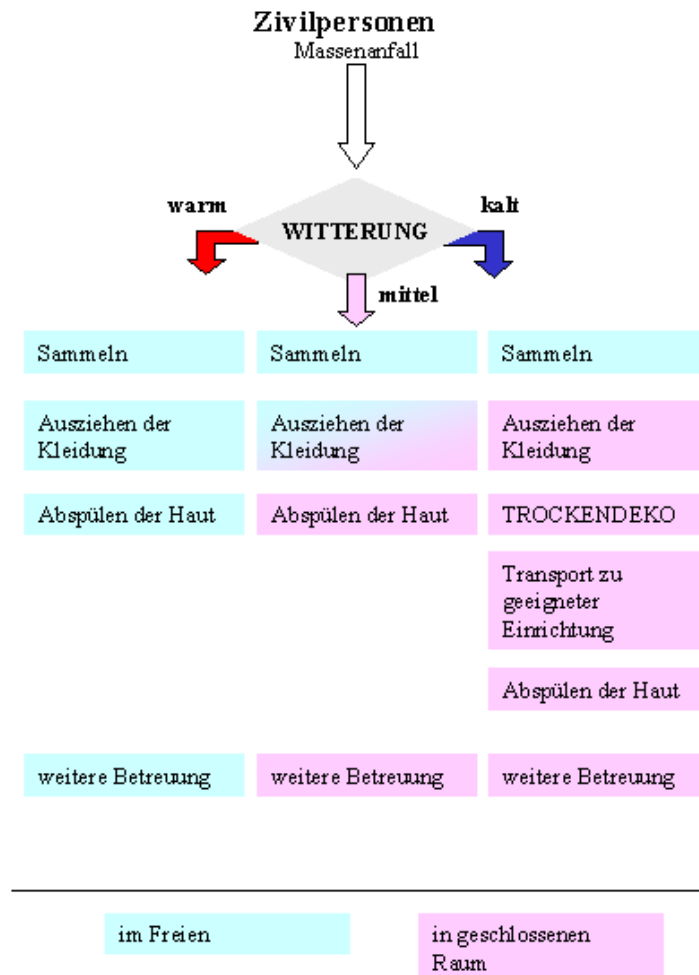 Zivilpersonen
Massenanfall
warm
kalt
WITTERUNG
mittel
Sammeln
Sammeln
Sammeln
Ausziehen der
Kleidung
Ausziehen der
Kleidung
Ausziehen der
Kleidung
Abspülen der Haut
Abspülen der Haut
TROCKENDEKO
Transport zu
geeigneter
Einrichtung
Abspülen der Haut
weitere Betreuung
weitere Betreuung
weitere Betreuung
im Freien
in geschlossenen
Raum